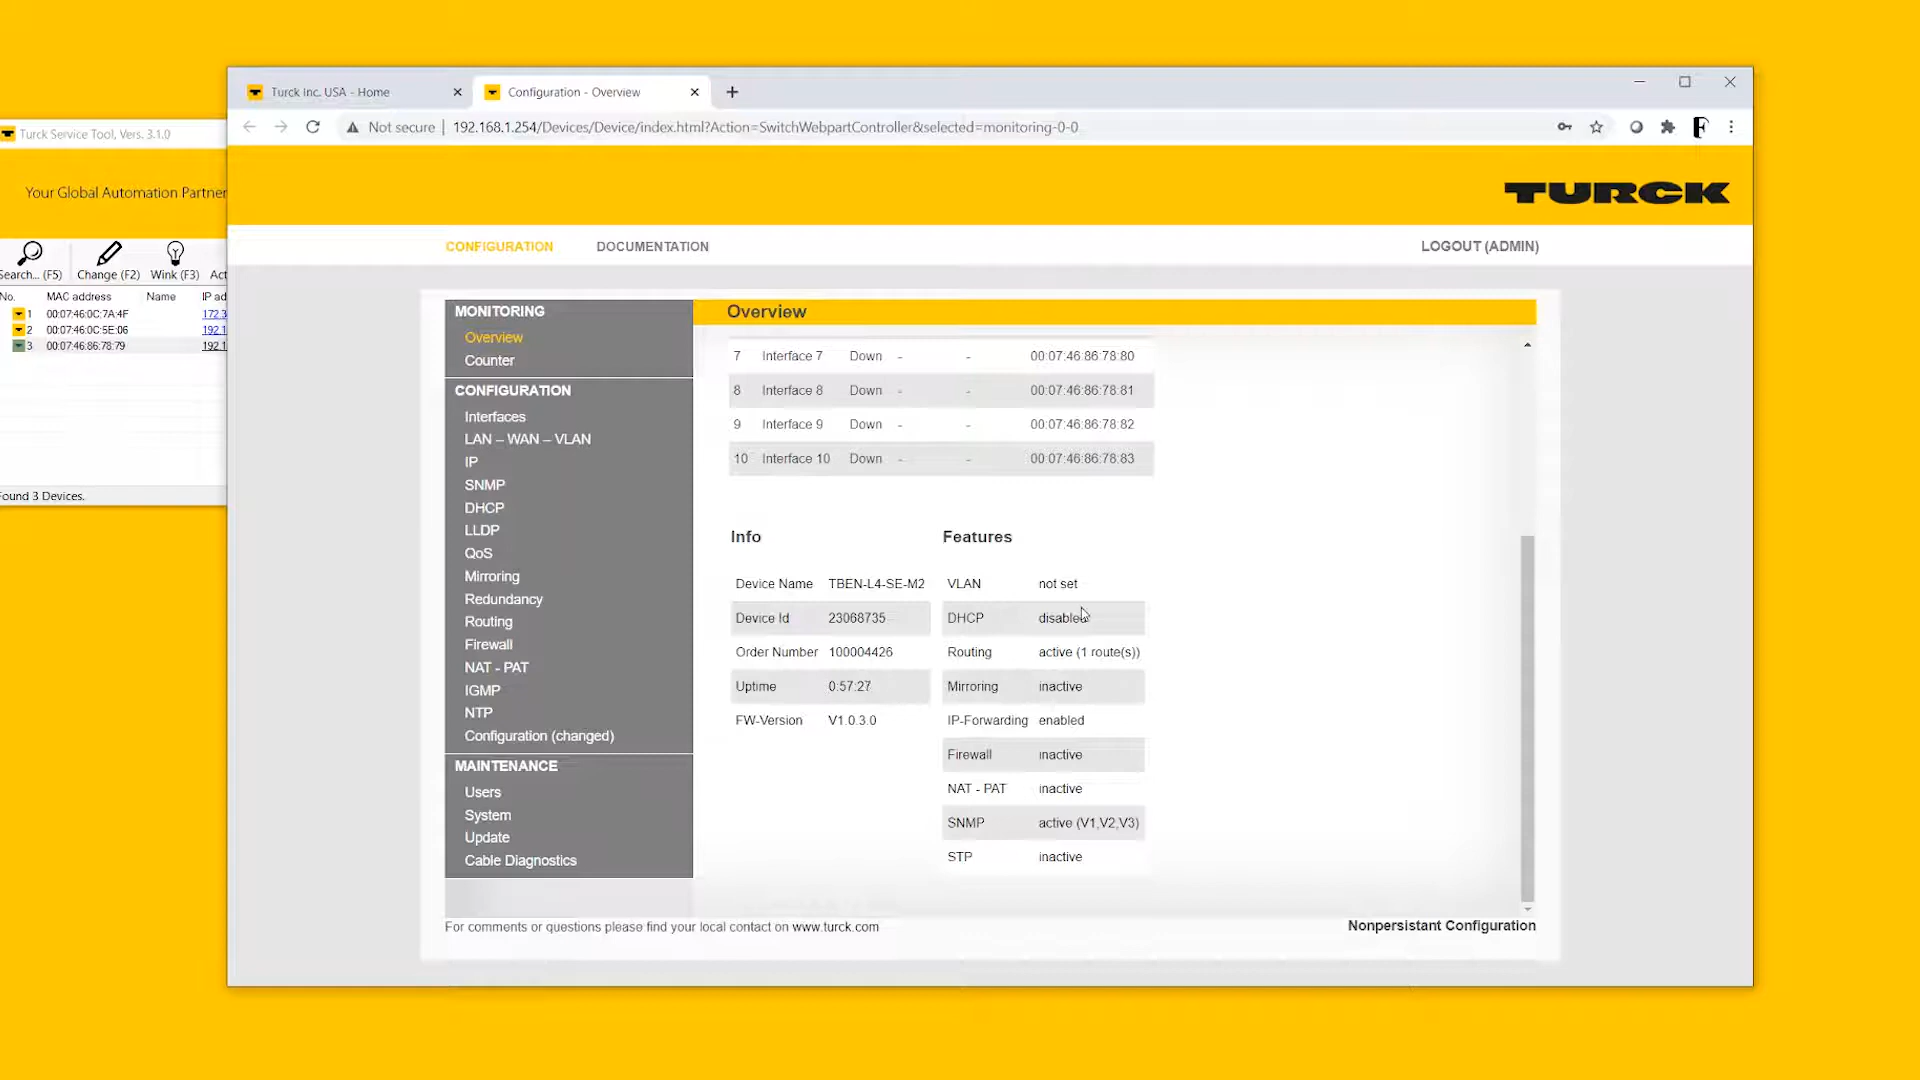 Turck Inc. USA - Home
Configuration - Overview
Not secure 192.168.1.254/Devices/Device/index.html?Action=SwitchWebpartController&selected=monitoring-0-0
Turck Service Tool, Vers. 3.1.0
Your Global Automation Partner
TURCK
CONFIGURATION DOCUMENTATION LOGOUT (ADMIN)
Search... (F5) Change (F2) Wink (F3) Act
No. MAC address Name IP ad
1 00:07:46:0C:7A:4F 172.3
2 00:07:46:0C:5E:06 192.1
3 00:07:46:86:78:79 192.1
ound 3 Devices.
MONITORING
Overview
Counter
CONFIGURATION
Interfaces
LAN – WAN – VLAN
IP
SNMP
DHCP
LLDP
QoS
Mirroring
Redundancy
Routing
Firewall
NAT - PAT
IGMP
NTP
Configuration (changed)
MAINTENANCE
Users
System
Update
Cable Diagnostics
Overview
7 Interface 7 Down - - 00:07:46:86:78:80
8 Interface 8 Down - - 00:07:46:86:78:81
9 Interface 9 Down - - 00:07:46:86:78:82
10 Interface 10 Down - - 00:07:46:86:78:83
Info
Device Name TBEN-L4-SE-M2
Device Id 23068735
Order Number 100004426
Uptime 0:57:27
FW-Version V1.0.3.0
Features
VLAN not set
DHCP disabled
Routing active (1 route(s))
Mirroring inactive
IP-Forwarding enabled
Firewall inactive
NAT - PAT inactive
SNMP active (V1,V2,V3)
STP inactive
For comments or questions please find your local contact on www.turck.com
Nonpersistant Configuration